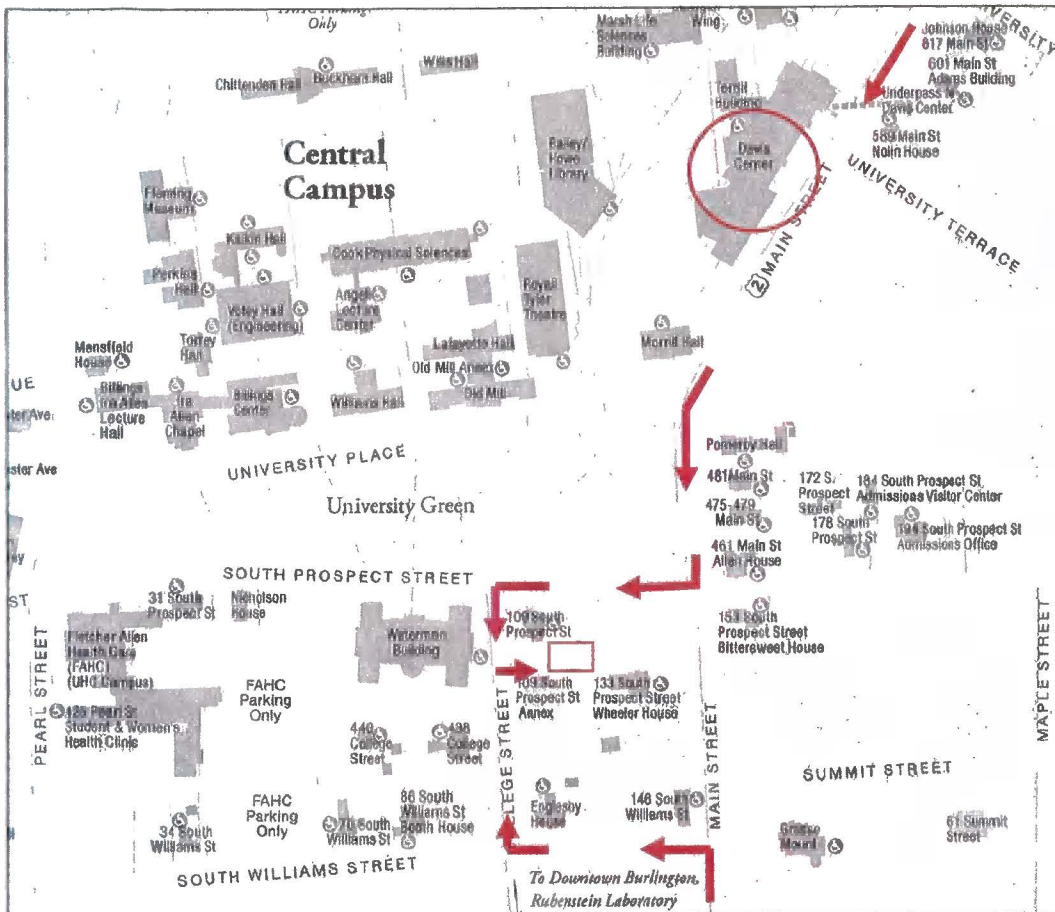 Only
Marsh Life
Sciences
Building
Wing
UNIVERSITY
Johnson House
617 Main St
601 Main St
Adams Building
Underpass
Davis Center
589 Main St
Nolin House
Chittenden Hall
Buckham Hall
Wills Hall
Terrill
Building
Davis
Center
Bailey/
Howe
Library
Central
Campus
UNIVERSITY TERRACE
2 MAIN STREET
Fleming
Museum
Kalkin Hall
Cook Physical Sciences
Perkins
Hall
Votey Hall
(Engineering)
Angell
Lecture
Center
Royall
Tyler
Theatre
Torrey
Hall
Lafayette Hall
Morrill Hall
Mansfield
House
Old Mill Annex
Old Mill
UE
ster Ave
Billings
Ira Allen
Lecture
Hall
Ira
Allen
Chapel
Billings
Center
Williams Hall
UNIVERSITY PLACE
ster Ave
Pomeroy Hall
481 Main St
475-479
Main St
461 Main St
Allen House
172 S.
Prospect
Street
178 South
Prospect St
184 South Prospect St
Admissions Visitor Center
194 South Prospect St
Admissions Office
University Green
SOUTH PROSPECT STREET
ST
31 South
Prospect St
Nicholson
House
Waterman
Building
109 South
Prospect St
153 South
Prospect Street
Bittersweet House
Fletcher Allen
Health Care
(FAHC)
(UHC Campus)
PEARL STREET
FAHC
Parking
Only
109 South
Prospect St
Annex
133 South
Prospect Street
Wheeler House
MAPLE STREET
425 Pearl St
Student & Women's
Health Clinic
440
College
Street
438
College
Street
LLEGE STREET
MAIN STREET
SUMMIT STREET
34 South
Williams St
FAHC
Parking
Only
70 South
Williams St
86 South
Williams St
Booth House
Englesby
House
146 South
Williams St
Grasse
Mount
61 Summit
Street
SOUTH WILLIAMS STREET
To Downtown Burlington,
Rubenstein Laboratory